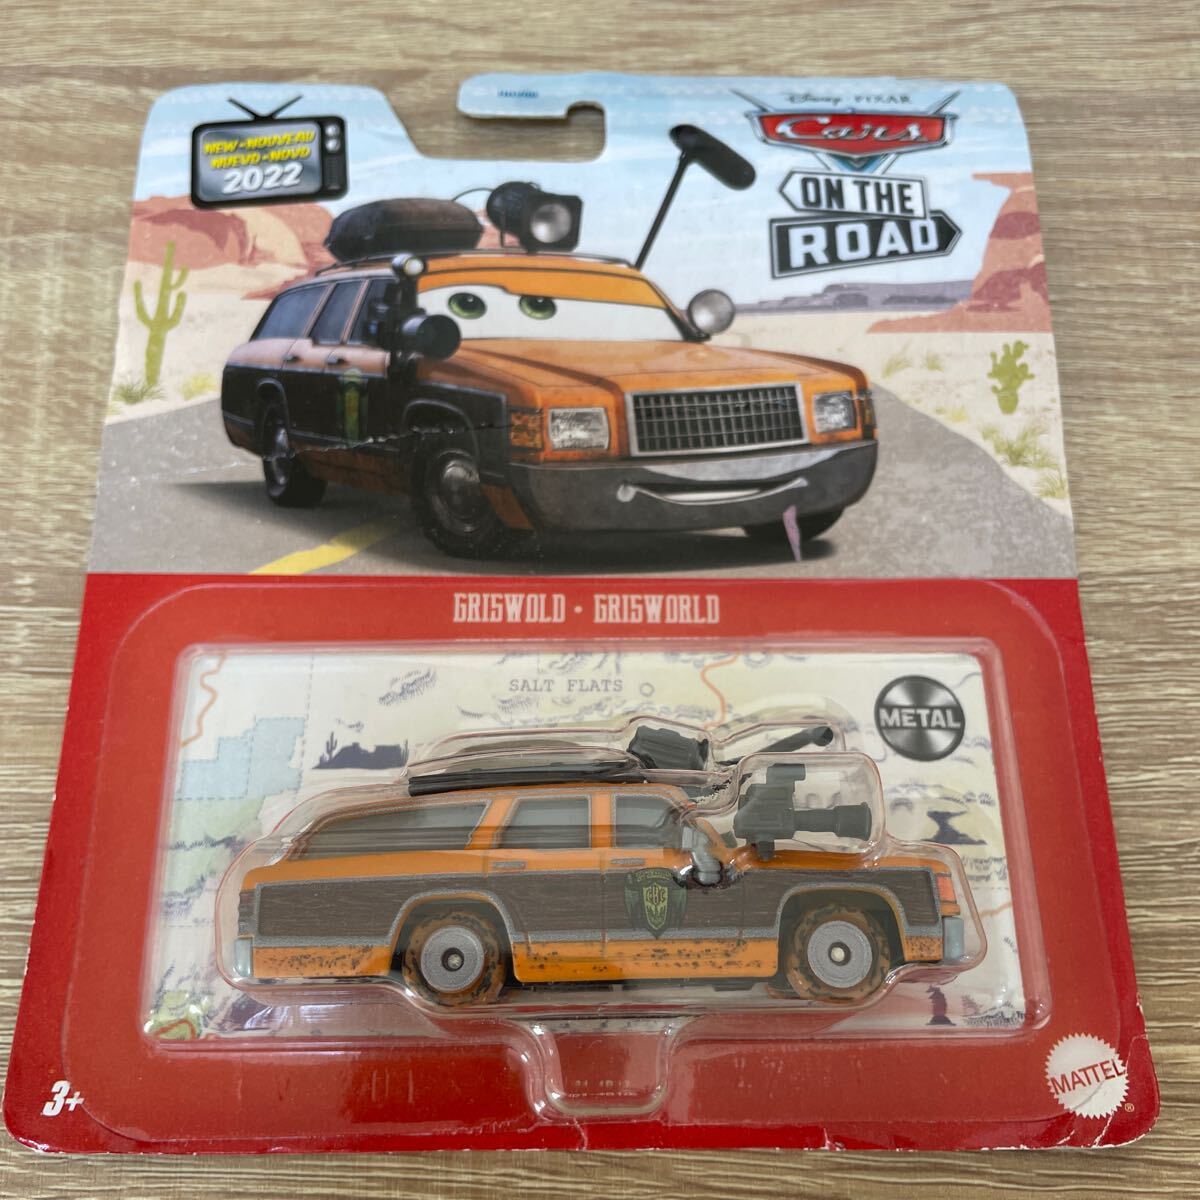 NEW • NOUVEAU
NUEVO • NOVO
2022
Disney • PIXAR
Cars
ON THE
ROAD
GRISWOLD • GRISWORLD
SALT FLATS
METAL
3+
MATTEL
®